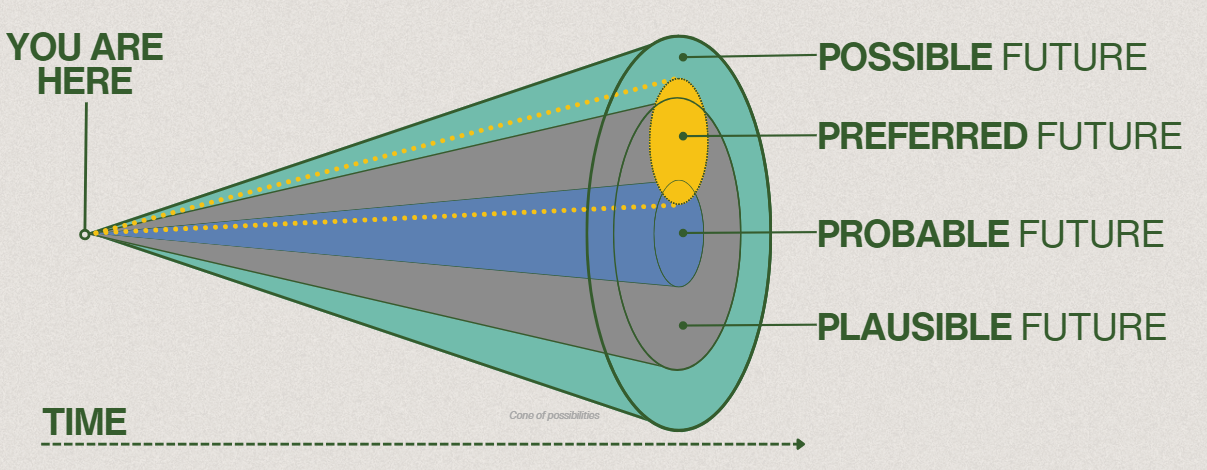 YOU ARE
HERE
POSSIBLE FUTURE
PREFERRED FUTURE
PROBABLE FUTURE
PLAUSIBLE FUTURE
TIME
Cone of possibilities